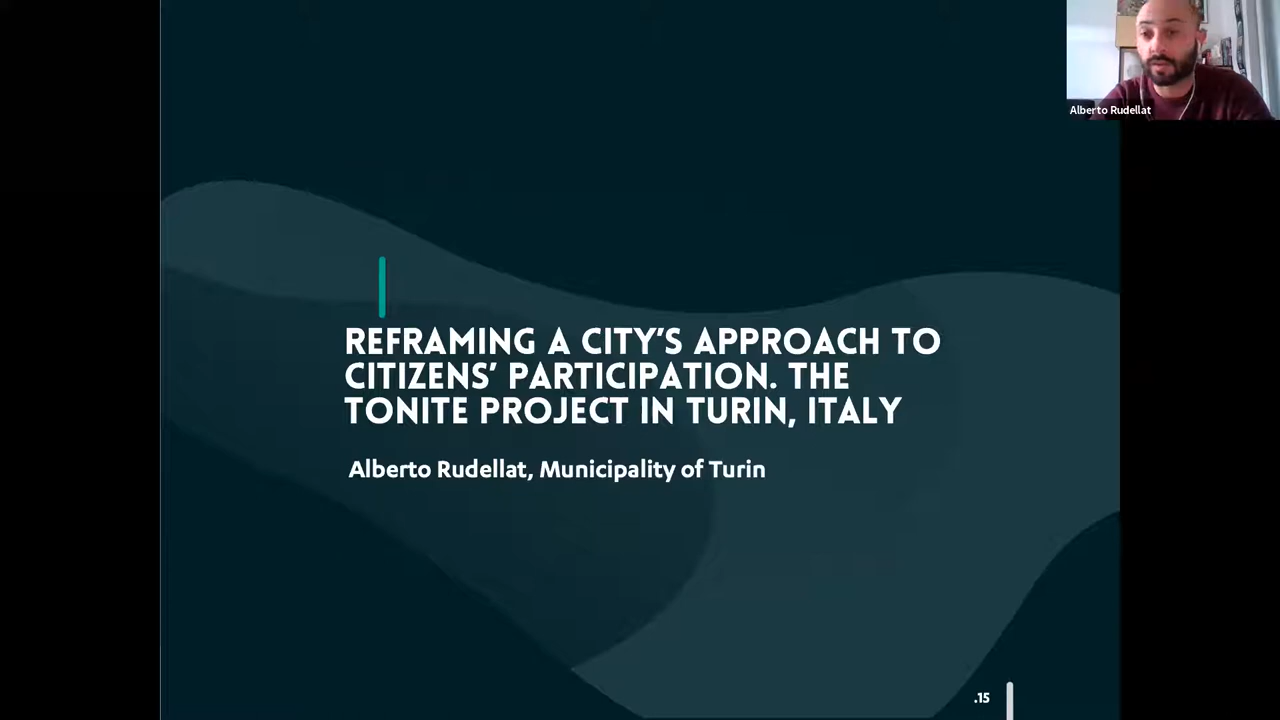 Alberto Rudellat
REFRAMING A CITY'S APPROACH TO
CITIZENS' PARTICIPATION. THE
TONITE PROJECT IN TURIN, ITALY
Alberto Rudellat, Municipality of Turin
.15